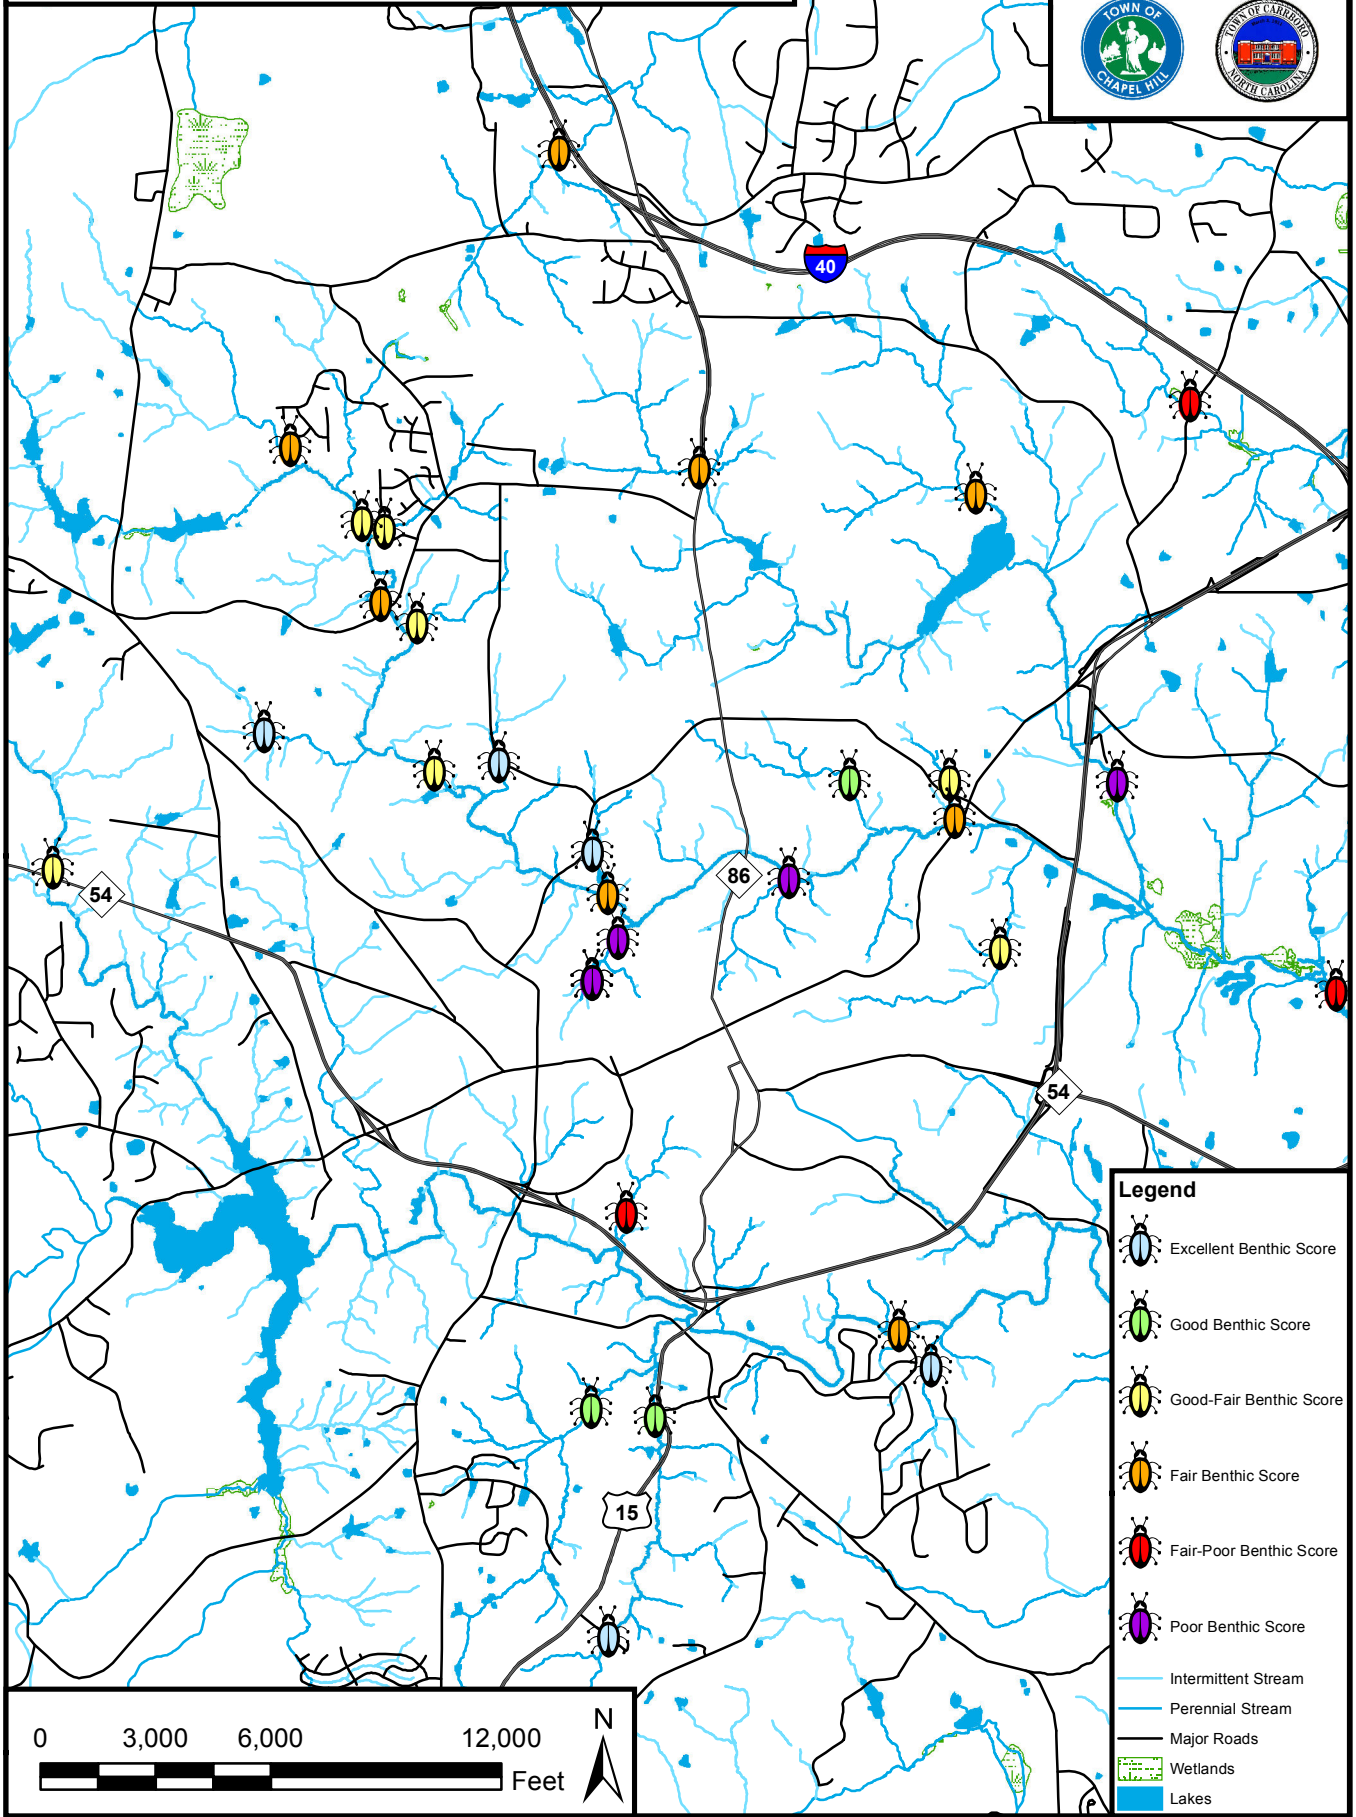 TOWN OF
CHAPEL HILL
TOWN OF CARRBORO
NORTH CAROLINA
40
54
86
54
15
Legend
Excellent Benthic Score
Good Benthic Score
Good-Fair Benthic Score
Fair Benthic Score
Fair-Poor Benthic Score
Poor Benthic Score
Intermittent Stream
Perennial Stream
Major Roads
Wetlands
Lakes
0 3,000 6,000 12,000
Feet
N